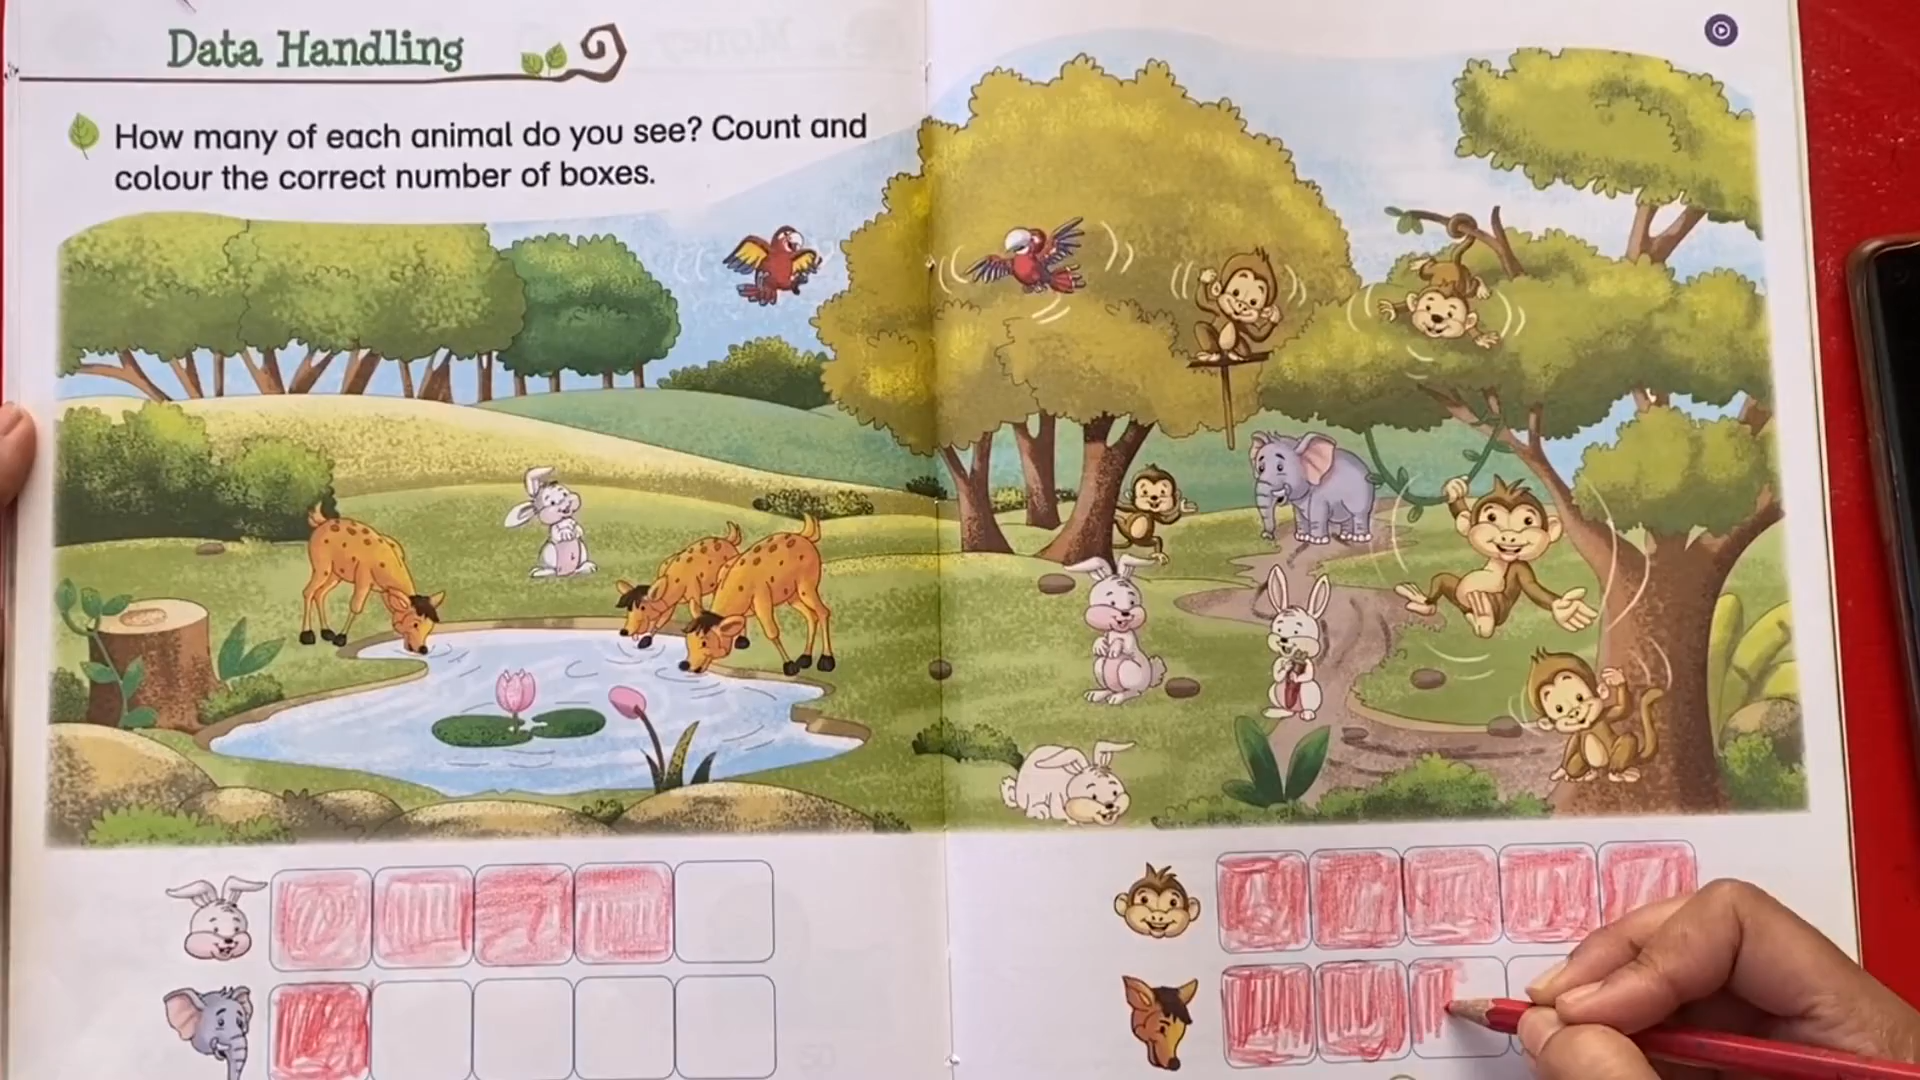 Data Handling
How many of each animal do you see? Count and
colour the correct number of boxes.